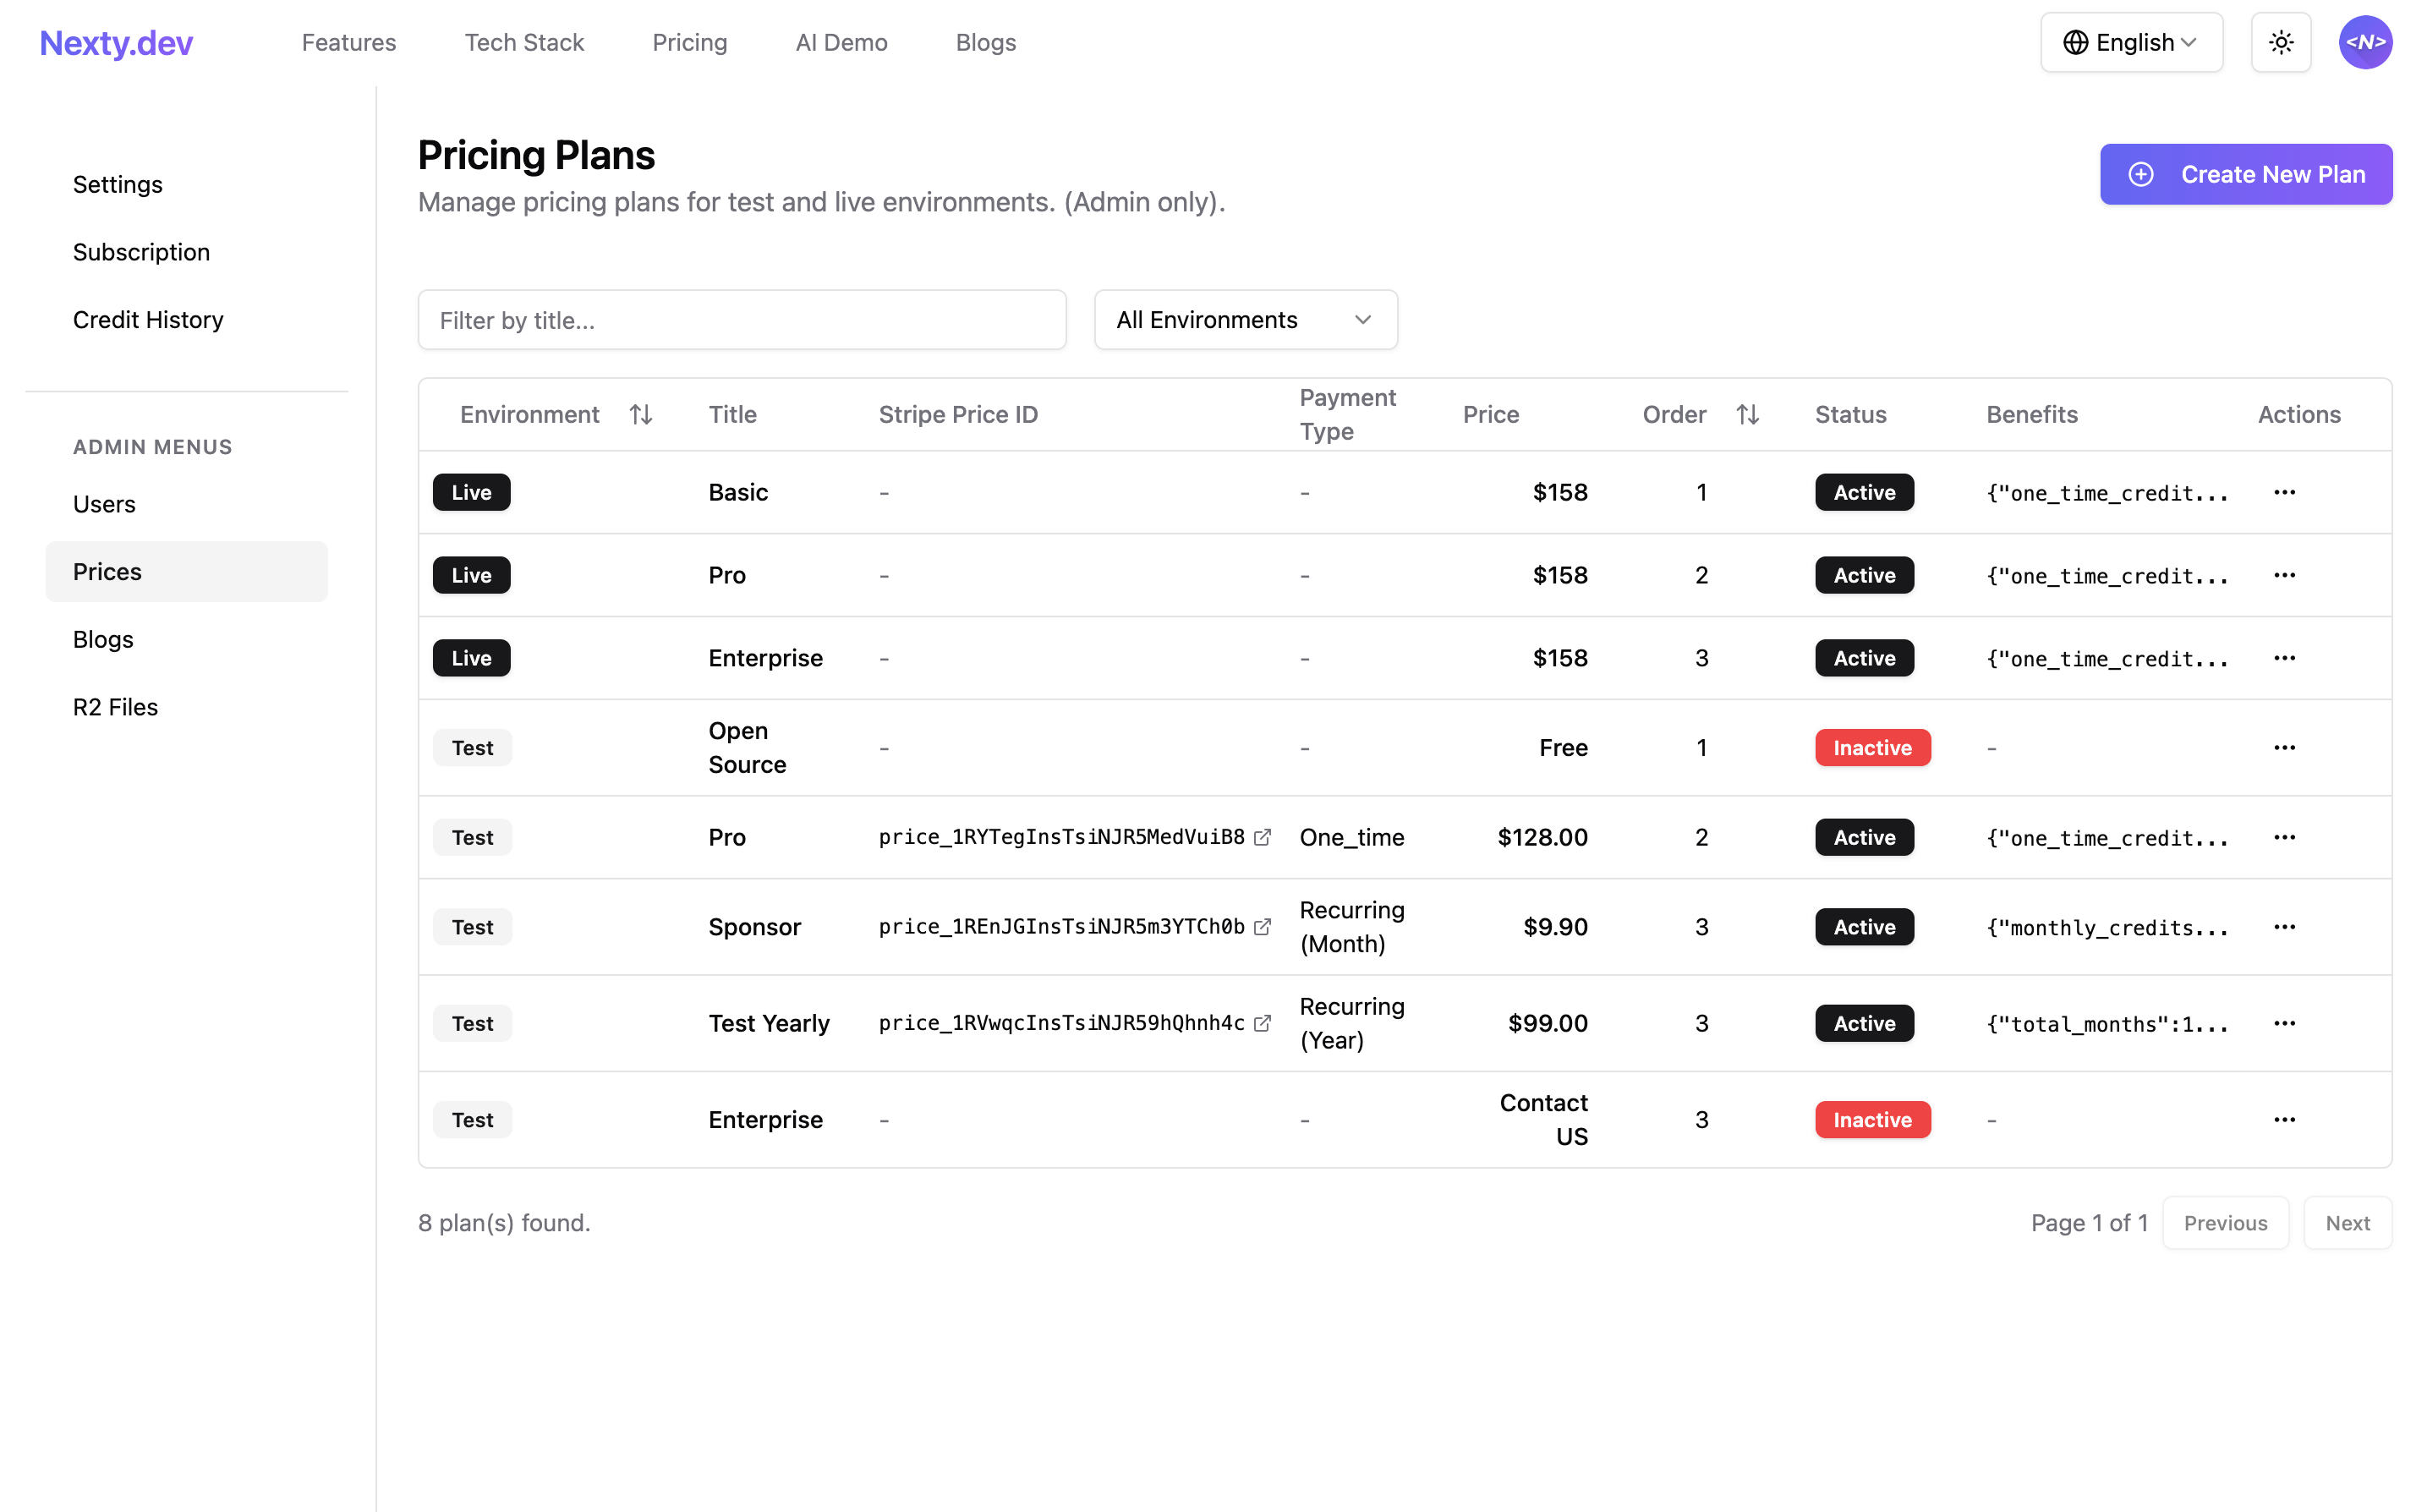 Nexty.dev Features Tech Stack Pricing AI Demo Blogs English <N>
Settings
Subscription
Credit History
ADMIN MENUS
Users
Prices
Blogs
R2 Files
Pricing Plans
Manage pricing plans for test and live environments. (Admin only).
Create New Plan
Filter by title... All Environments
Environment Title Stripe Price ID Payment Type Price Order Status Benefits Actions
Live Basic - - $158 1 Active {"one_time_credit... ...
Live Pro - - $158 2 Active {"one_time_credit... ...
Live Enterprise - - $158 3 Active {"one_time_credit... ...
Test Open Source - - Free 1 Inactive - ...
Test Pro price_1RYTegInsTsiNJR5MedVuiB8 One_time $128.00 2 Active {"one_time_credit... ...
Test Sponsor price_1REnJGInsTsiNJR5m3YTCh0b Recurring (Month) $9.90 3 Active {"monthly_credits... ...
Test Test Yearly price_1RVwqcInsTsiNJR59hQhnh4c Recurring (Year) $99.00 3 Active {"total_months":1... ...
Test Enterprise - - Contact US 3 Inactive - ...
8 plan(s) found.
Page 1 of 1 Previous Next